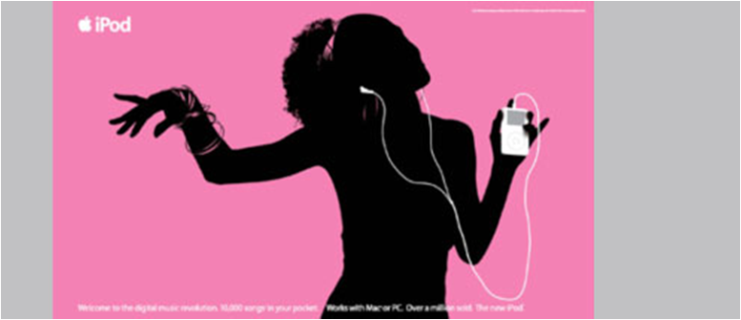 iPod
Welcome to the digital music revolution. 10,000 songs in your pocket. Works with Mac or PC. Over a million sold. The new iPod.